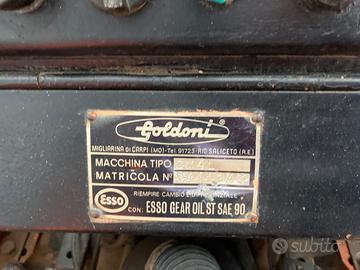 Goldoni
MIGLIARINA DI CARPI (MO)-Tel. 91723-RIO SALICETO (R.E.)
MACCHINA TIPO
MATRICOLA N°
Esso
RIEMPIRE CAMBIO E DIFFERENZIALE
CON: ESSO GEAR OIL ST SAE 90
subito